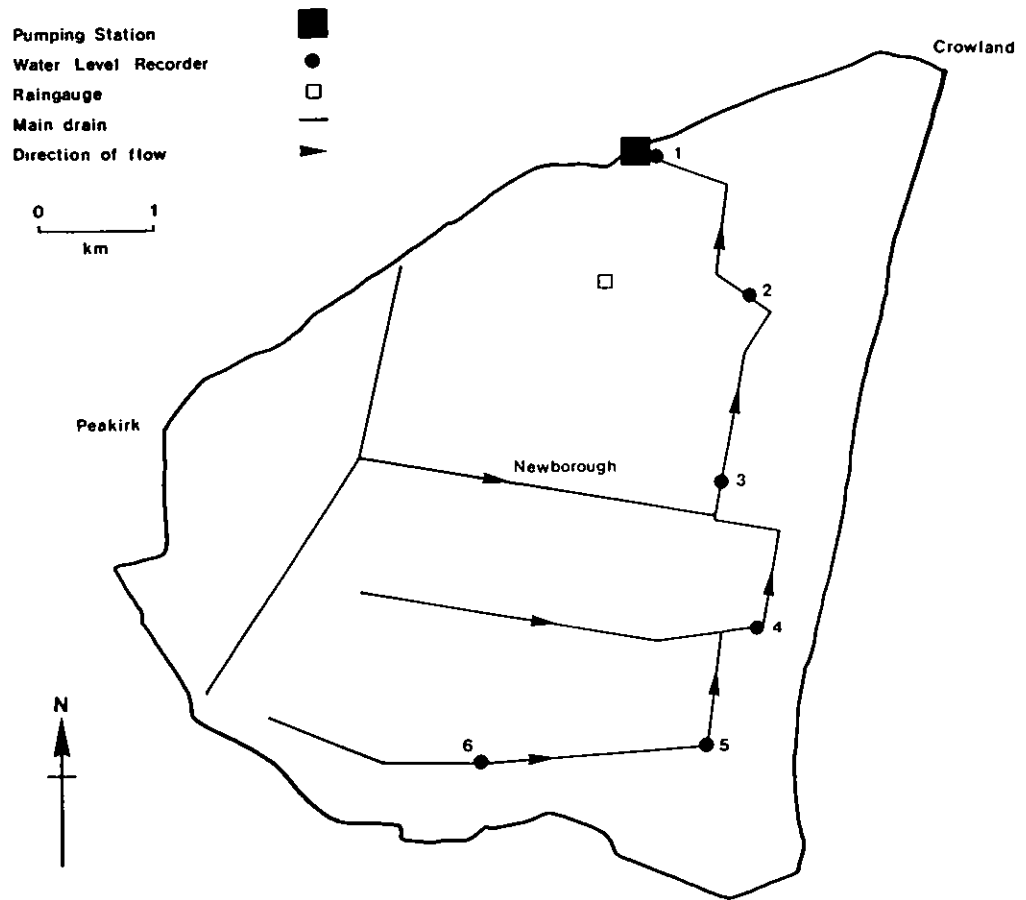 Pumping Station
Water Level Recorder
Raingauge
Main drain
Direction of flow
0 1
km
Crowland
1
2
Peakirk
Newborough
3
4
N
6
5